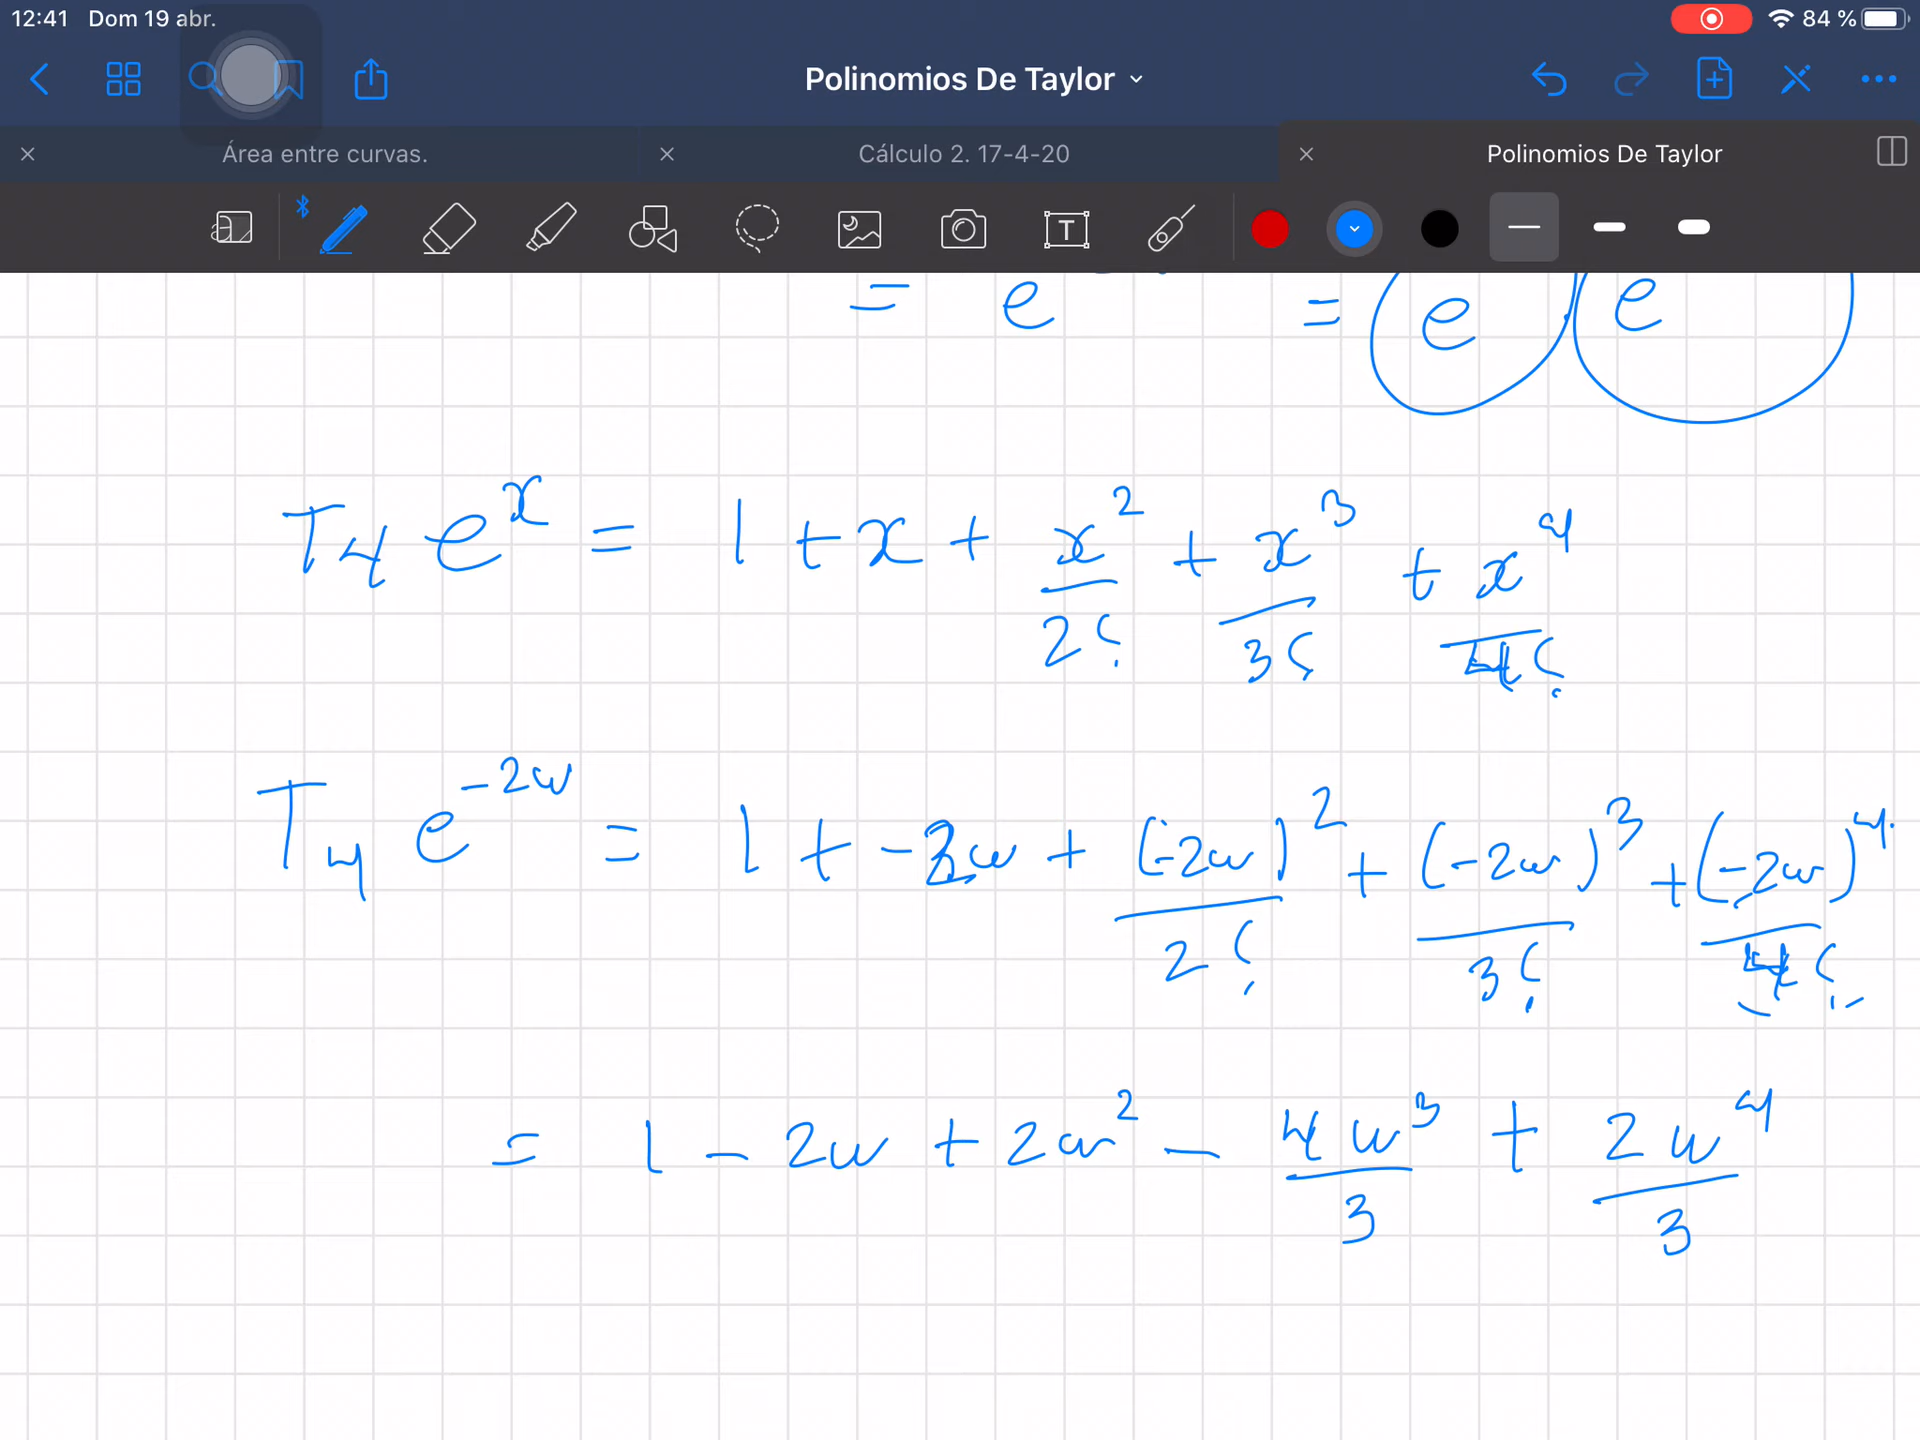 12:41 Dom 19 abr. 84 %
Polinomios De Taylor
Área entre curvas. Cálculo 2. 17-4-20 Polinomios De Taylor
T
= e = e e
T₄ eˣ = 1 + x + x²/2! + x³/3! + x⁴/4!
T₄ e⁻²ʷ = 1 + -2w + (-2w)²/2! + (-2w)³/3! + (-2w)⁴/4!
= 1 - 2w + 2w² - 4w³/3 + 2w⁴/3